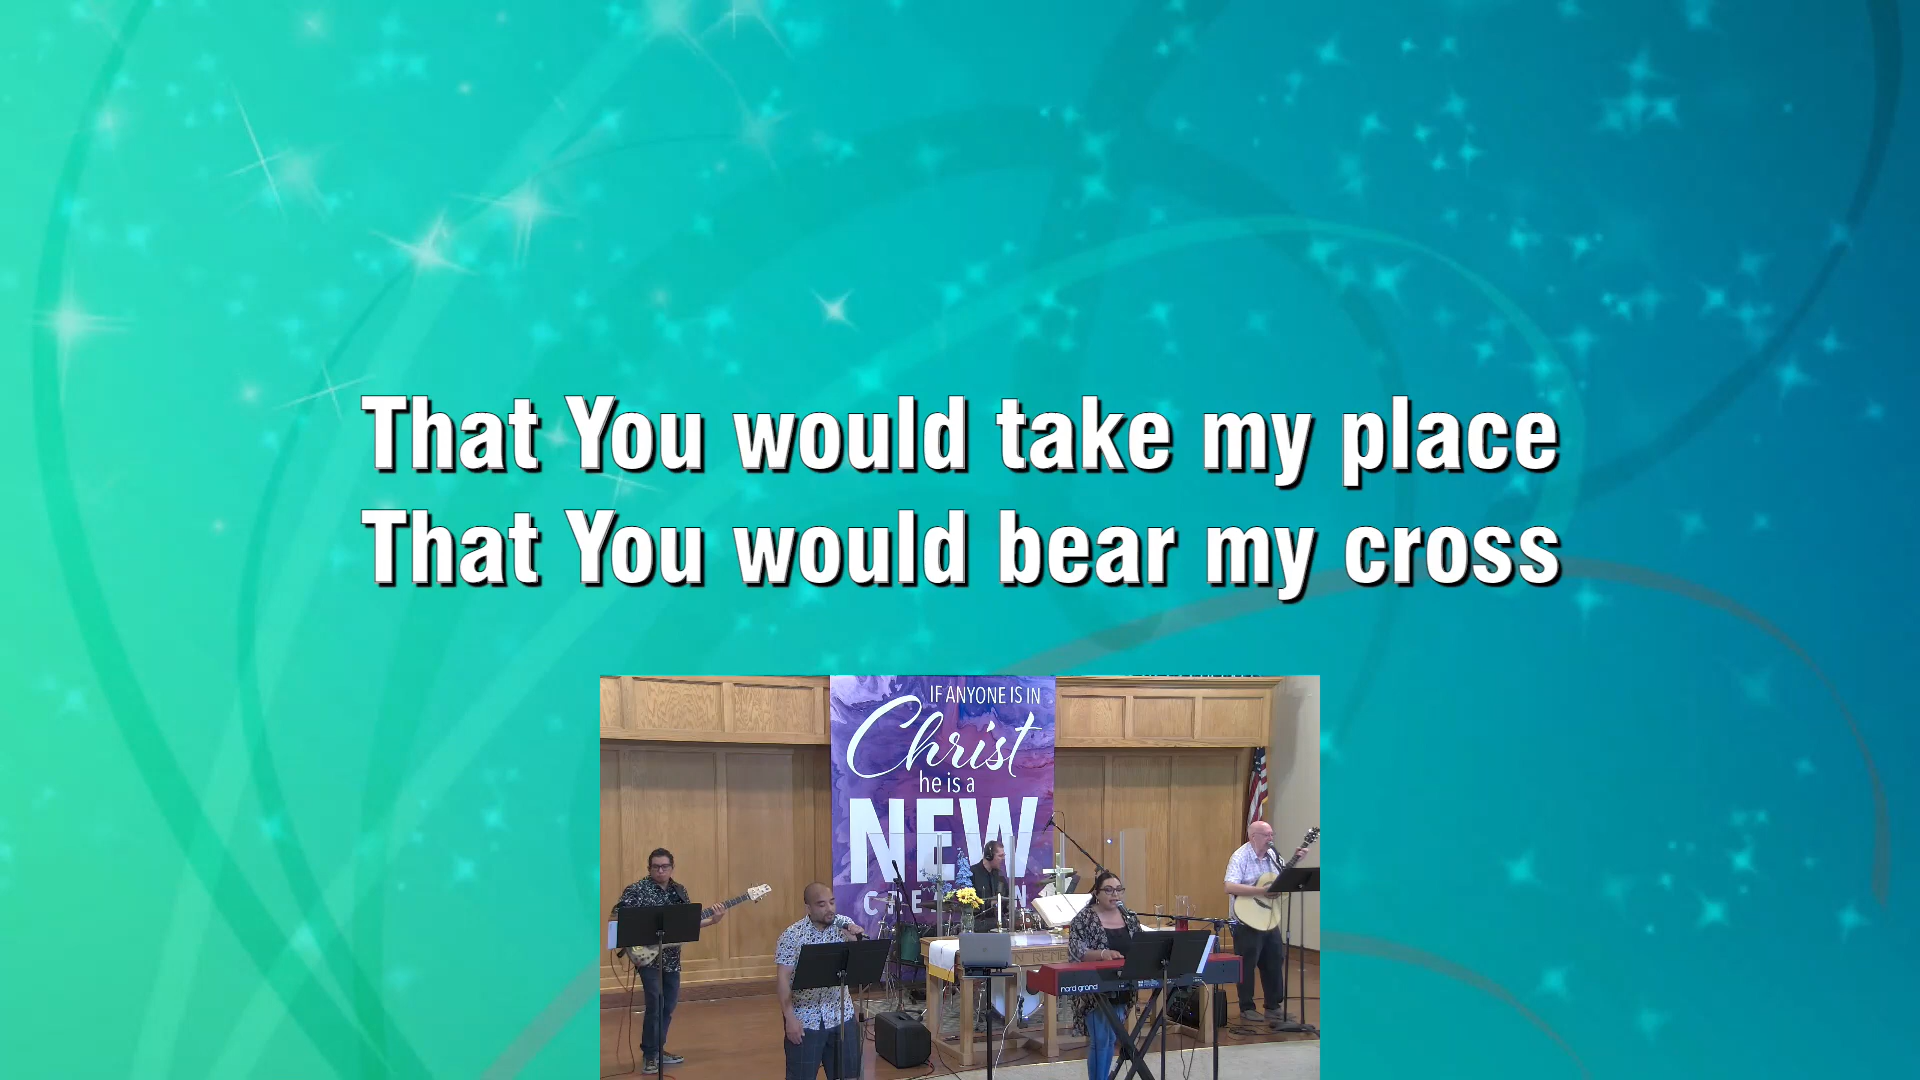 That You would take my place
That You would bear my cross
IF ANYONE IS IN
Christ
he is a
NEW
nord grand